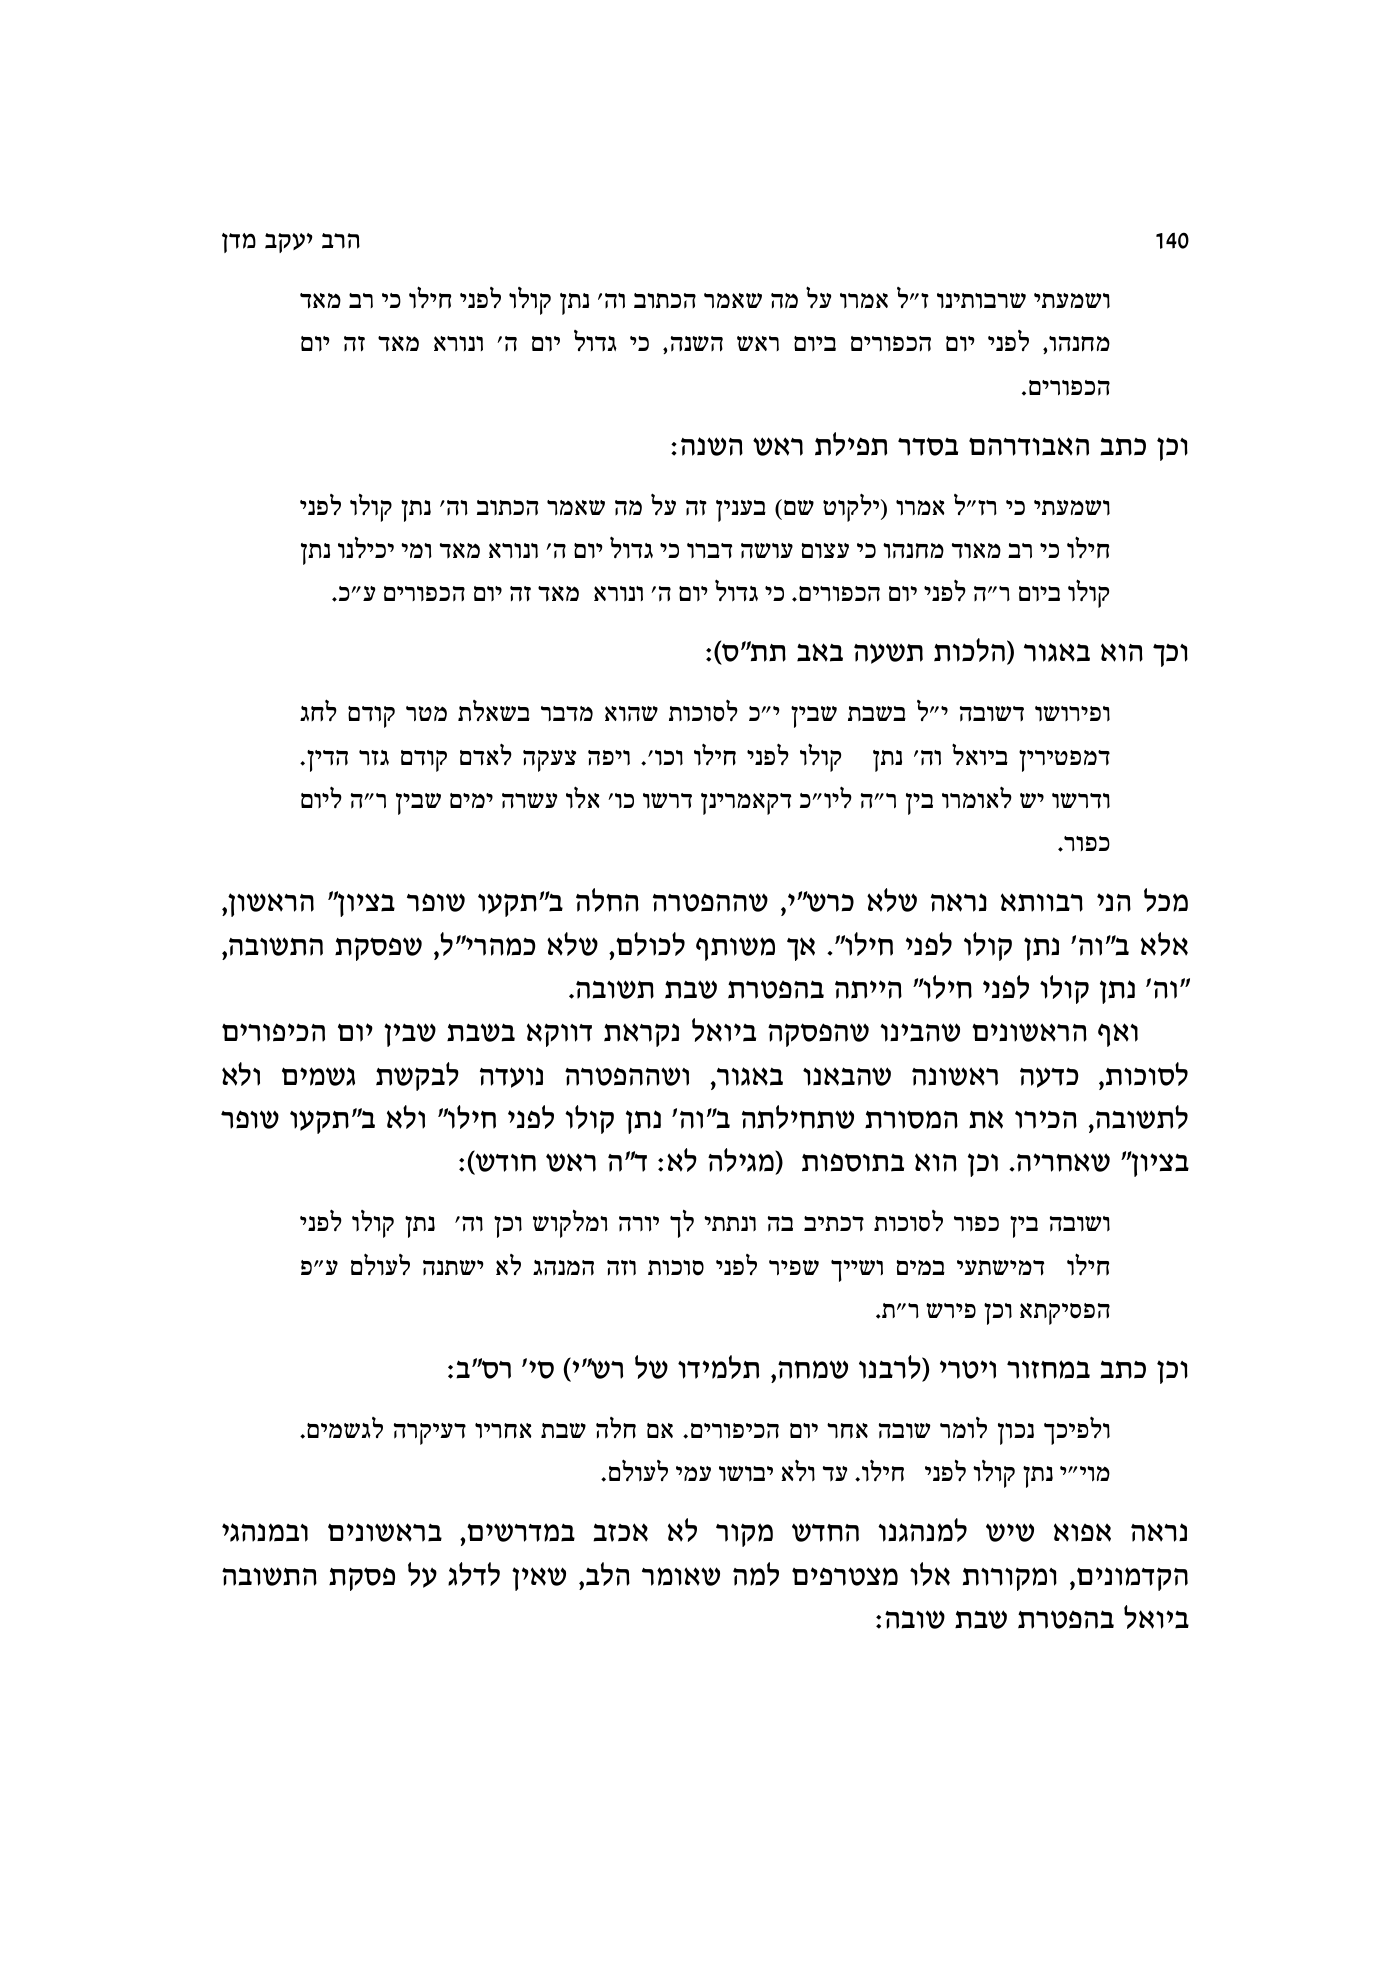 140 הרב יעקב מדן
ושמעתי שרבותינו ז״ל אמרו על מה שאמר הכתוב וה׳ נתן קולו לפני חילו כי רב מאד
מחנהו, לפני יום הכפורים ביום ראש השנה, כי גדול יום ה׳ ונורא מאד זה יום
הכפורים.
וכן כתב האבודרהם בסדר תפילת ראש השנה:
ושמעתי כי רז״ל אמרו (ילקוט שם) בענין זה על מה שאמר הכתוב וה׳ נתן קולו לפני
חילו כי רב מאוד מחנהו כי עצום עושה דברו כי גדול יום ה׳ ונורא מאד ומי יכילנו נתן
קולו ביום ר״ה לפני יום הכפורים. כי גדול יום ה׳ ונורא מאד זה יום הכפורים ע״כ.
וכך הוא באגור (הלכות תשעה באב תת״ס):
ופירושו דשובה י״ל בשבת שבין י״כ לסוכות שהוא מדבר בשאלת מטר קודם לחג
דמפטירין ביואל וה׳ נתן קולו לפני חילו וכו׳. ויפה צעקה לאדם קודם גזר הדין.
ודרשו יש לאומרו בין ר״ה ליו״כ דקאמרינן דרשו כו׳ אלו עשרה ימים שבין ר״ה ליום
כפור.
מכל הני רבוותא נראה שלא כרש״י, שההפטרה החלה ב״תקעו שופר בציון״ הראשון,
אלא ב״וה׳ נתן קולו לפני חילו״. אך משותף לכולם, שלא כמהרי״ל, שפסקת התשובה,
״וה׳ נתן קולו לפני חילו״ הייתה בהפטרת שבת תשובה.
ואף הראשונים שהבינו שהפסקה ביואל נקראת דווקא בשבת שבין יום הכיפורים
לסוכות, כדעה ראשונה שהבאנו באגור, ושההפטרה נועדה לבקשת גשמים ולא
לתשובה, הכירו את המסורת שתחילתה ב״וה׳ נתן קולו לפני חילו״ ולא ב״תקעו שופר
בציון״ שאחריה. וכן הוא בתוספות (מגילה לא: ד״ה ראש חודש):
ושובה בין כפור לסוכות דכתיב בה ונתתי לך יורה ומלקוש וכן וה׳ נתן קולו לפני
חילו דמישתעי במים ושייך שפיר לפני סוכות וזה המנהג לא ישתנה לעולם ע״פ
הפסיקתא וכן פירש ר״ת.
וכן כתב במחזור ויטרי (לרבנו שמחה, תלמידו של רש״י) סי׳ רס״ב:
ולפיכך נכון לומר שובה אחר יום הכיפורים. אם חלה שבת אחריו דעיקרה לגשמים.
מוי״י נתן קולו לפני חילו. עד ולא יבושו עמי לעולם.
נראה אפוא שיש למנהגנו החדש מקור לא אכזב במדרשים, בראשונים ובמנהגי
הקדמונים, ומקורות אלו מצטרפים למה שאומר הלב, שאין לדלג על פסקת התשובה
ביואל בהפטרת שבת שובה: